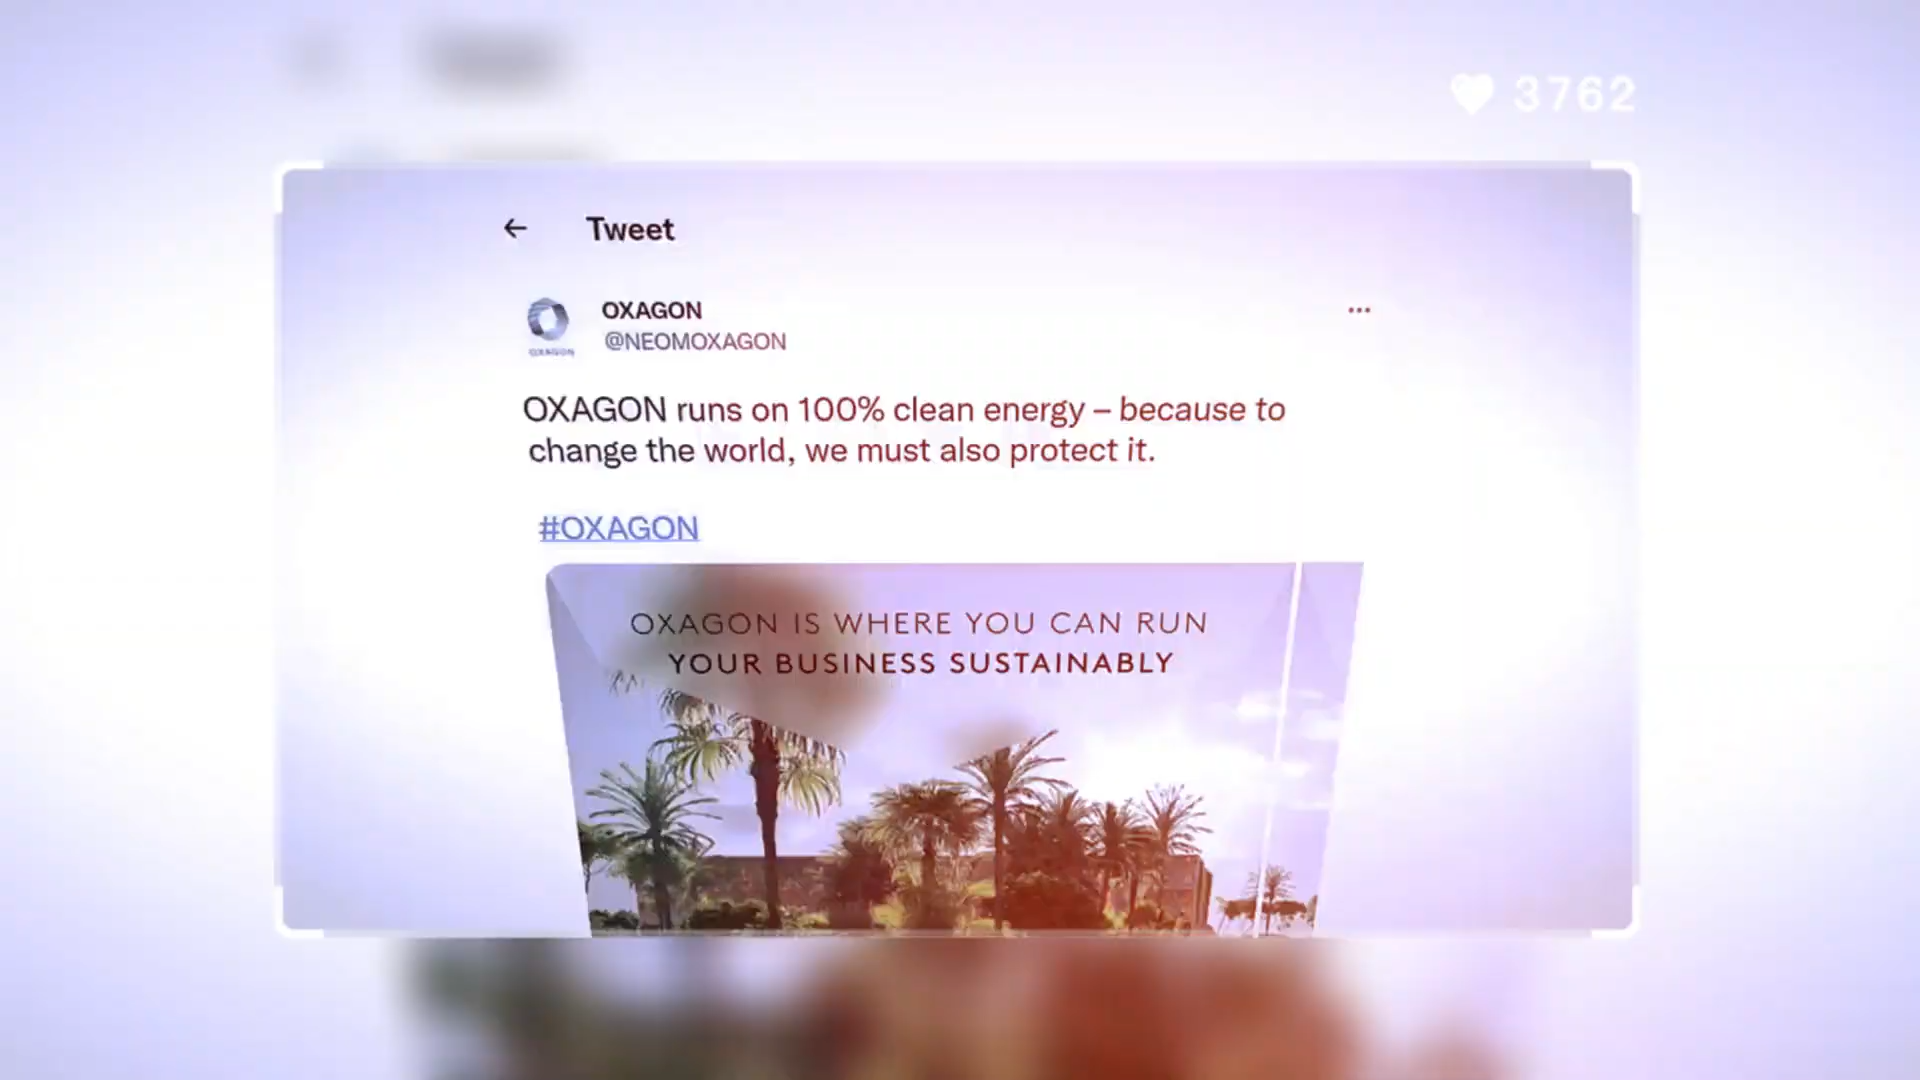 3762
Tweet
OXAGON
@NEOMOXAGON
OXAGON
OXAGON runs on 100% clean energy – because to
change the world, we must also protect it.
#OXAGON
OXAGON IS WHERE YOU CAN RUN
YOUR BUSINESS SUSTAINABLY